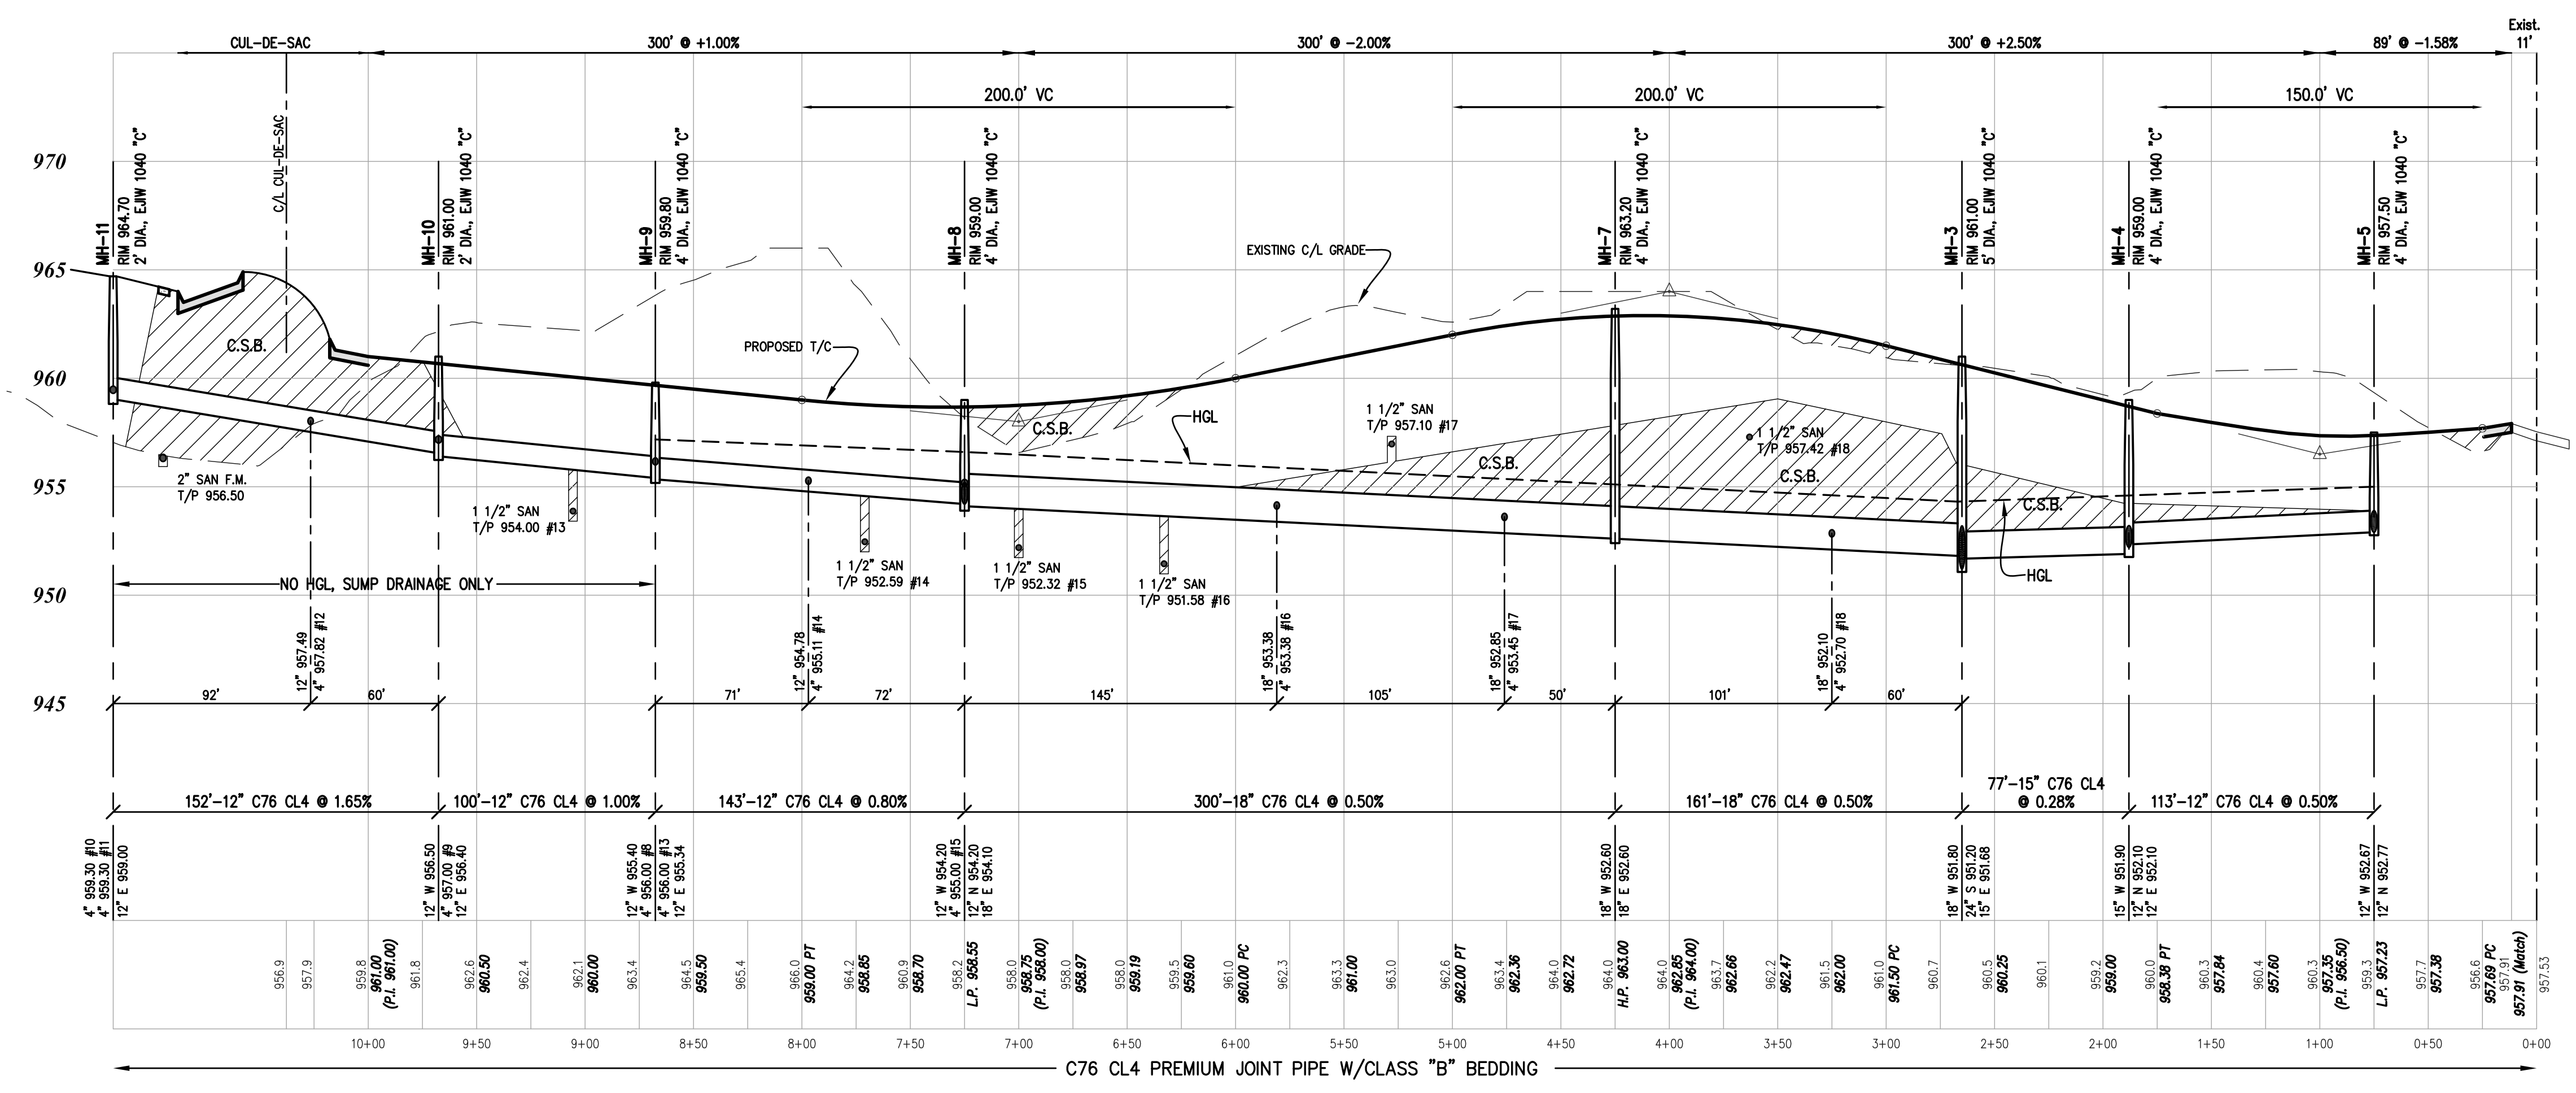 CUL-DE-SAC
300' @ +1.00%
300' @ -2.00%
300' @ +2.50%
89' @ -1.58%
Exist.
11'
200.0' VC
200.0' VC
150.0' VC
C/L CUL-DE-SAC
970
965
960
955
950
945
MH-11
RIM 964.70
2' DIA., EJIW 1040 "C"
MH-10
RIM 961.00
2' DIA., EJIW 1040 "C"
MH-9
RIM 959.80
4' DIA., EJIW 1040 "C"
MH-8
RIM 959.00
4' DIA., EJIW 1040 "C"
MH-7
RIM 963.20
4' DIA., EJIW 1040 "C"
MH-3
RIM 961.00
5' DIA., EJIW 1040 "C"
MH-4
RIM 959.00
4' DIA., EJIW 1040 "C"
MH-5
RIM 957.50
4' DIA., EJIW 1040 "C"
EXISTING C/L GRADE
PROPOSED T/C
C.S.B.
C.S.B.
HGL
1 1/2" SAN
T/P 957.10 #17
C.S.B.
1 1/2" SAN
T/P 957.42 #18
C.S.B.
C.S.B.
HGL
2" SAN F.M.
T/P 956.50
1 1/2" SAN
T/P 954.00 #13
1 1/2" SAN
T/P 952.59 #14
1 1/2" SAN
T/P 952.32 #15
1 1/2" SAN
T/P 951.58 #16
NO HGL, SUMP DRAINAGE ONLY
12" 957.49
4" 957.82 #12
12" 954.78
4" 955.11 #14
18" 953.38
4" 953.38 #16
18" 952.85
4" 953.45 #17
18" 952.10
4" 952.70 #18
92'
60'
71'
72'
145'
105'
50'
101'
60'
152'-12" C76 CL4 @ 1.65%
100'-12" C76 CL4 @ 1.00%
143'-12" C76 CL4 @ 0.80%
300'-18" C76 CL4 @ 0.50%
161'-18" C76 CL4 @ 0.50%
77'-15" C76 CL4
@ 0.28%
113'-12" C76 CL4 @ 0.50%
4" 959.30 #10
4" 959.30 #11
12" E 959.00
12" W 956.50
4" 957.00 #9
12" E 956.40
12" W 955.40
4" 956.00 #8
4" 956.00 #13
12" E 955.34
12" W 954.20
4" 955.00 #15
12" N 954.20
18" E 954.10
18" W 952.60
18" E 952.60
18" W 951.80
24" S 951.20
15" E 951.68
15" W 951.90
12" N 952.10
12" E 952.10
12" W 952.67
12" N 952.77
956.9
957.9
959.8
961.00
(P.I. 961.00)
961.8
962.6
960.50
962.4
962.1
960.00
963.4
964.5
959.50
965.4
966.0
959.00 PT
964.2
958.85
960.9
958.70
958.2
L.P. 958.55
958.0
958.75
(P.I. 958.00)
958.0
958.97
958.0
959.19
959.5
959.60
961.0
960.00 PC
962.3
963.3
961.00
963.0
962.6
962.00 PT
963.4
962.36
964.0
962.72
964.0
H.P. 963.00
964.0
962.85
(P.I. 964.00)
963.7
962.66
962.2
962.47
961.5
962.00
961.0
961.50 PC
960.7
960.5
960.25
960.1
959.2
959.00
960.0
958.38 PT
960.3
957.84
960.4
957.60
960.3
957.35
(P.I. 956.50)
959.3
L.P. 957.23
957.7
957.38
956.6
957.69 PC
957.91
957.91 (Match)
957.53
10+00
9+50
9+00
8+50
8+00
7+50
7+00
6+50
6+00
5+50
5+00
4+50
4+00
3+50
3+00
2+50
2+00
1+50
1+00
0+50
0+00
C76 CL4 PREMIUM JOINT PIPE W/CLASS "B" BEDDING